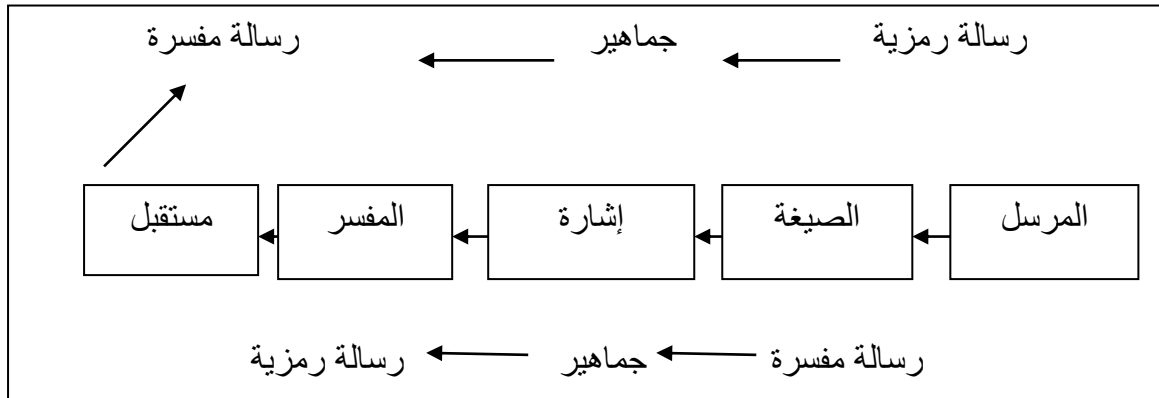 رسالة رمزية جماهير رسالة مفسرة
المرسل الصيغة إشارة المفسر مستقبل
رسالة مفسرة جماهير رسالة رمزية